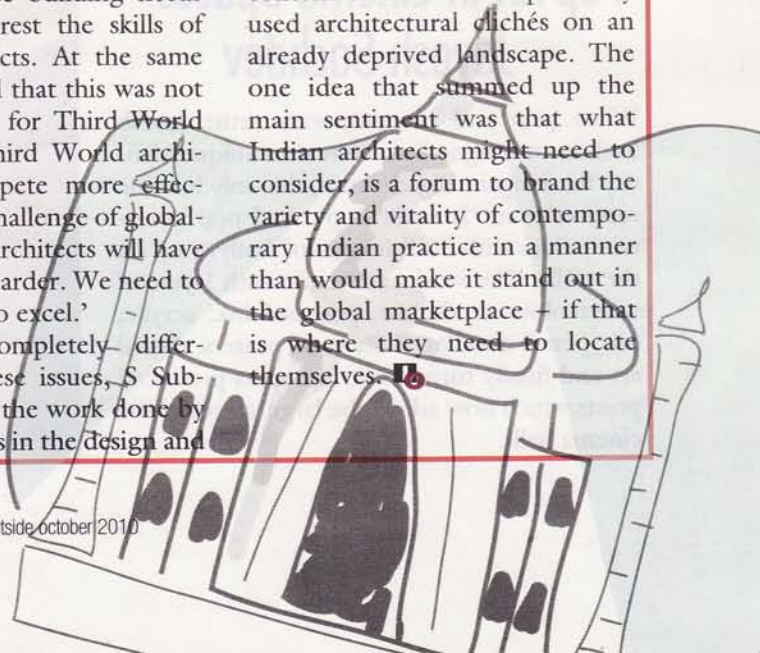 rest the skills of
cts. At the same
that this was not
for Third World
hird World archi-
pete more effec-
hallenge of global-
rchitects will have
arder. We need to
o excel.'
ompletely differ-
ese issues, S Sub-
the work done by
s in the design and
used architectural clichés on an
already deprived landscape. The
one idea that summed up the
main sentiment was that what
Indian architects might need to
consider, is a forum to brand the
variety and vitality of contempo-
rary Indian practice in a manner
than would make it stand out in
the global marketplace – if that
is where they need to locate
themselves.
tside october 2010